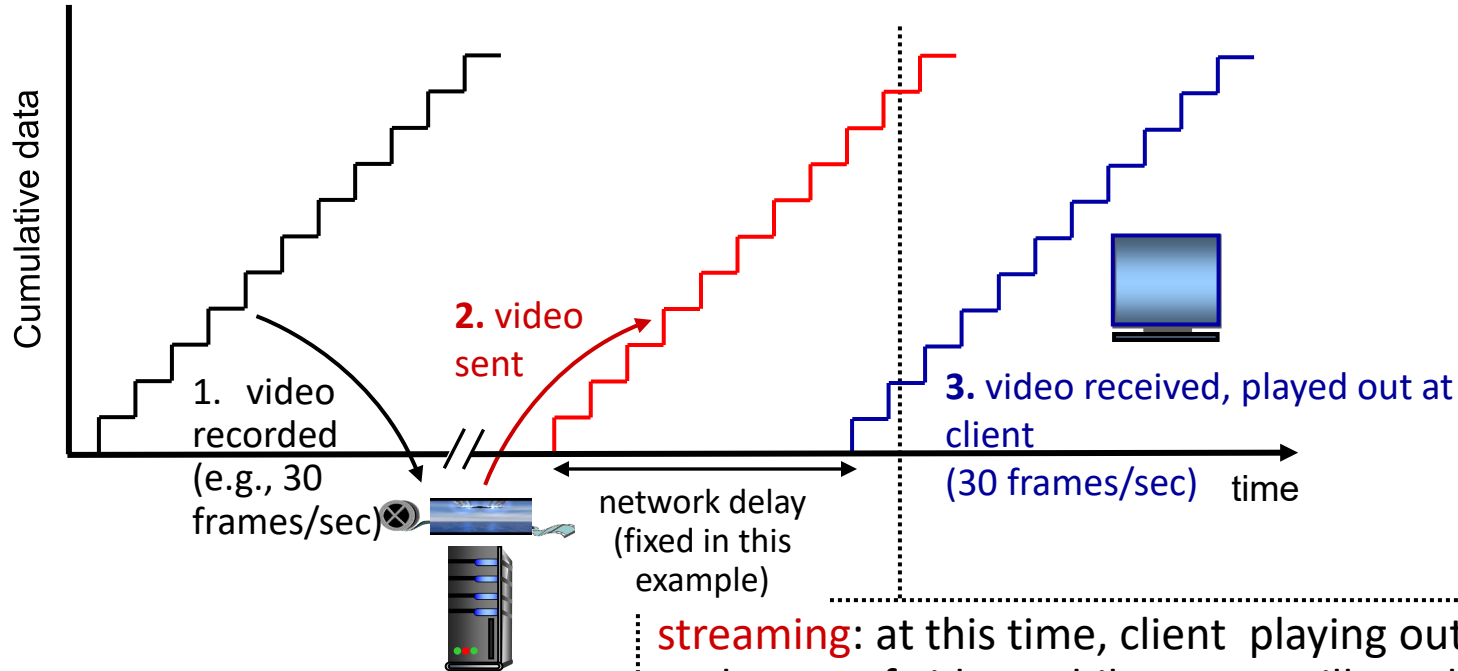 Cumulative data
1. video
recorded
(e.g., 30
frames/sec)
2. video
sent
3. video received, played out at
client
(30 frames/sec)
time
network delay
(fixed in this
example)
streaming: at this time, client playing out